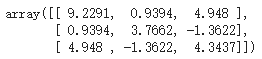 array([[ 9.2291,  0.9394,  4.948 ],
       [ 0.9394,  3.7662, -1.3622],
       [ 4.948 , -1.3622,  4.3437]])